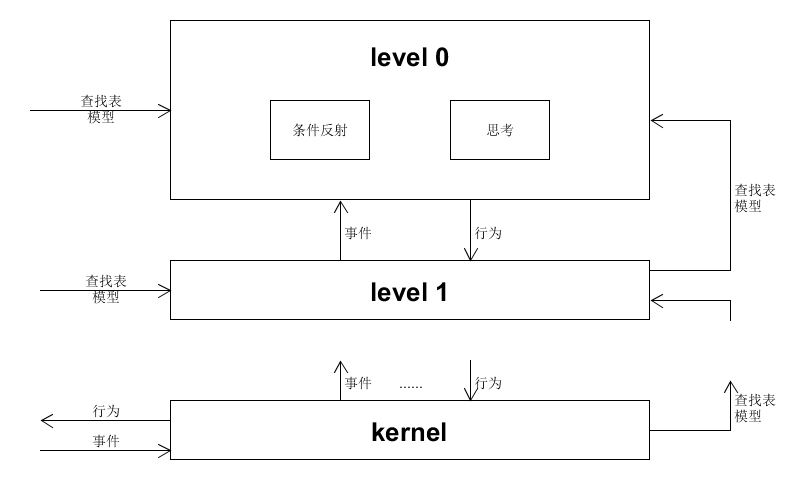 level 0
查找表
模型
条件反射
思考
查找表
模型
事件
行为
查找表
模型
level 1
事件
......
行为
查找表
模型
行为
事件
kernel